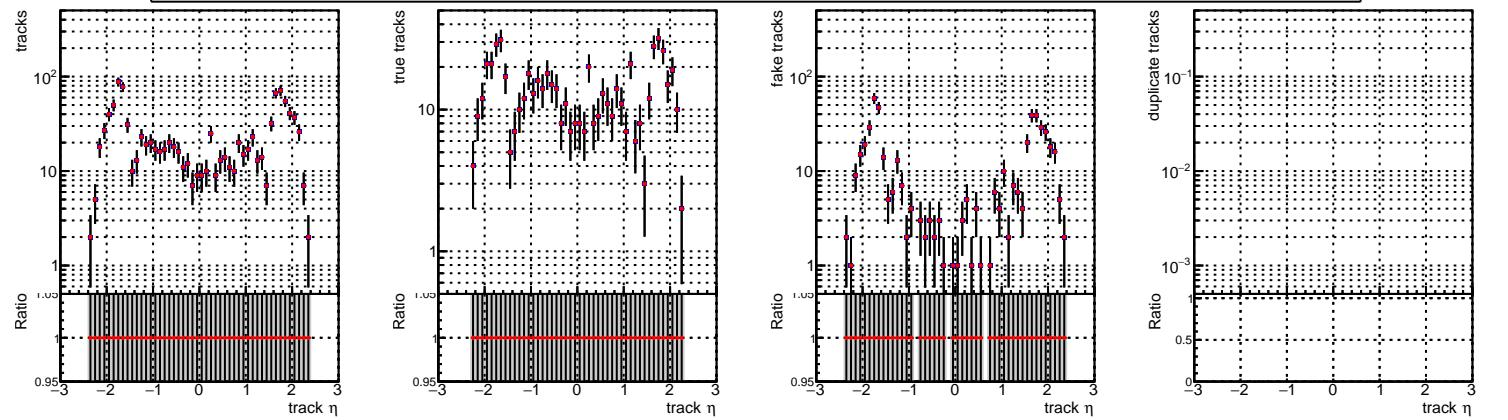 tracks
10²
10
1
Ratio
1.05
1
0.95
−3 −2 −1 0 1 2 3
track η
true tracks
10
1
Ratio
1
0.95
−3 −2 −1 0 1 2 3
track η
fake tracks
10²
10
1
Ratio
1.05
1
0.95
−3 −2 −1 0 1 2 3
track η
duplicate tracks
10⁻¹
10⁻²
10⁻³
Ratio
1
0.5
0
−3 −2 −1 0 1 2 3
track η